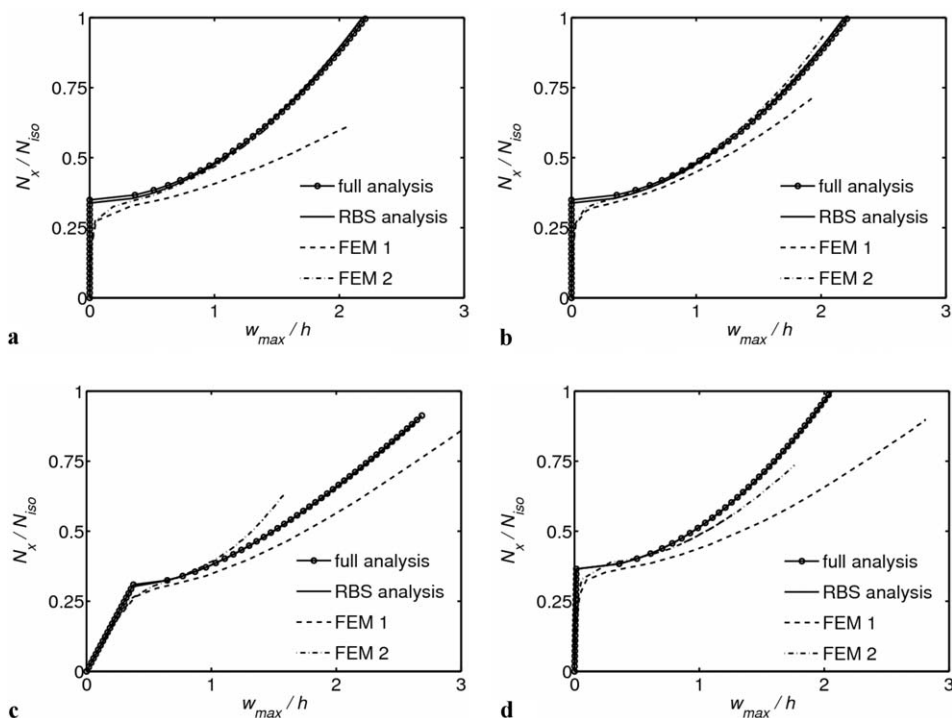 1
0.75
0.5
0.25
0
N_x / N_iso
full analysis
RBS analysis
FEM 1
FEM 2
0 1 2 3
w_max / h
a
1
0.75
0.5
0.25
0
N_x / N_iso
full analysis
RBS analysis
FEM 1
FEM 2
0 1 2 3
w_max / h
b
1
0.75
0.5
0.25
0
N_x / N_iso
full analysis
RBS analysis
FEM 1
FEM 2
0 1 2 3
w_max / h
c
1
0.75
0.5
0.25
0
N_x / N_iso
full analysis
RBS analysis
FEM 1
FEM 2
0 1 2 3
w_max / h
d